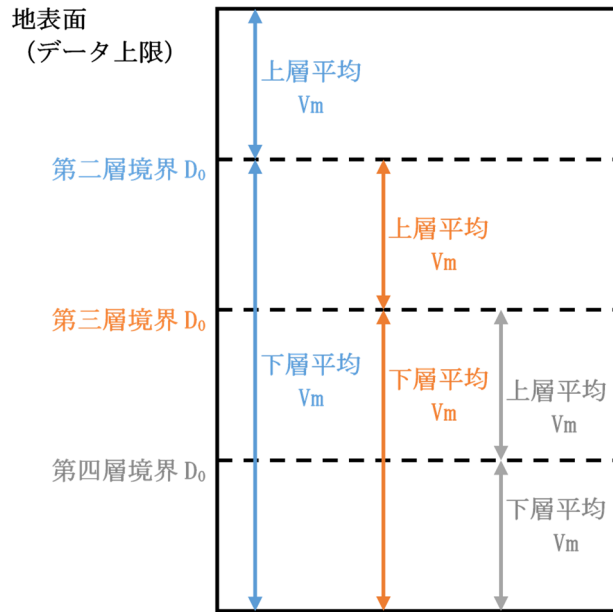 地表面
（データ上限）
上層平均
Vm
第二層境界 D₀
上層平均
Vm
第三層境界 D₀
下層平均
Vm
下層平均
Vm
上層平均
Vm
第四層境界 D₀
下層平均
Vm